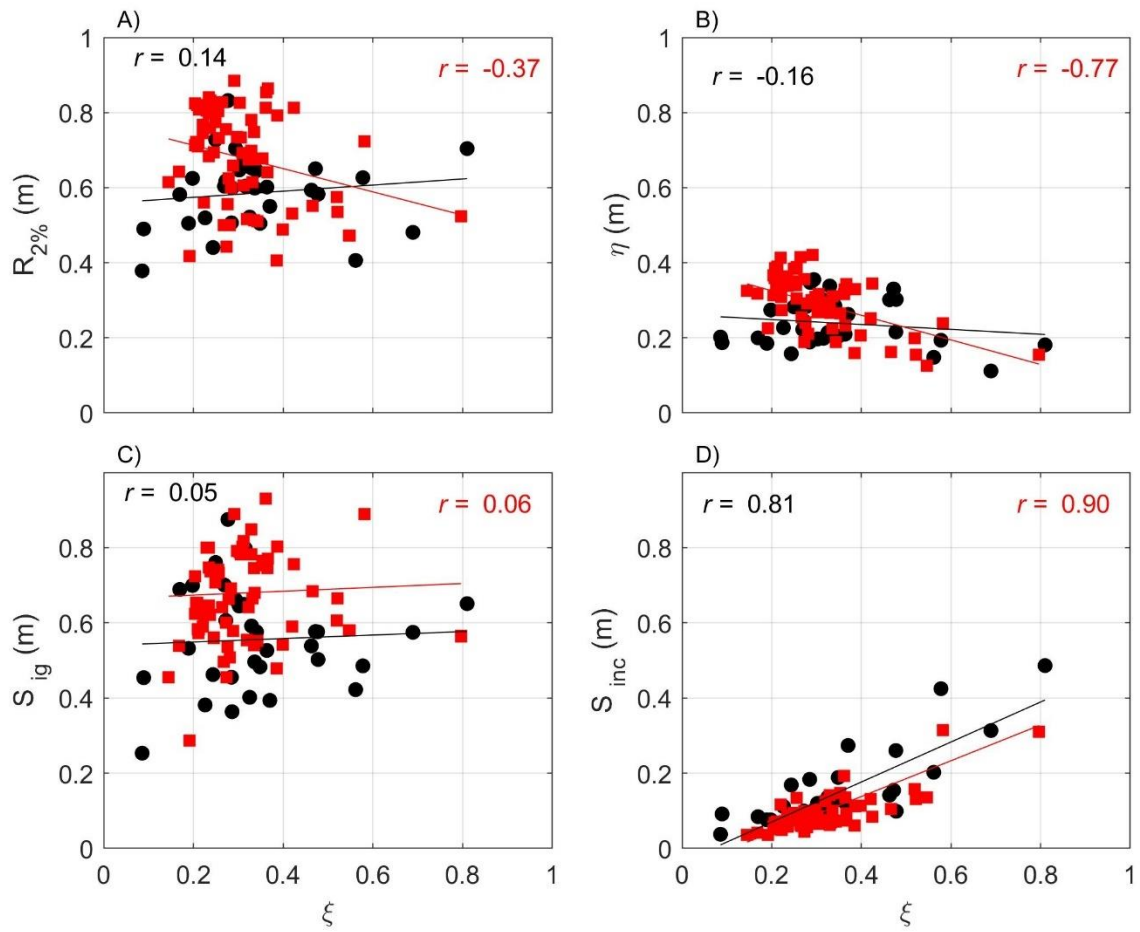 A)
r = 0.14
r = -0.37
R2% (m)
1
0.8
0.6
0.4
0.2
0
B)
r = -0.16
r = -0.77
η (m)
1
0.8
0.6
0.4
0.2
0
C)
r = 0.05
r = 0.06
S ig (m)
0.8
0.6
0.4
0.2
0
0 0.2 0.4 0.6 0.8 1
ξ
D)
r = 0.81
r = 0.90
S inc (m)
0.8
0.6
0.4
0.2
0
0 0.2 0.4 0.6 0.8 1
ξ